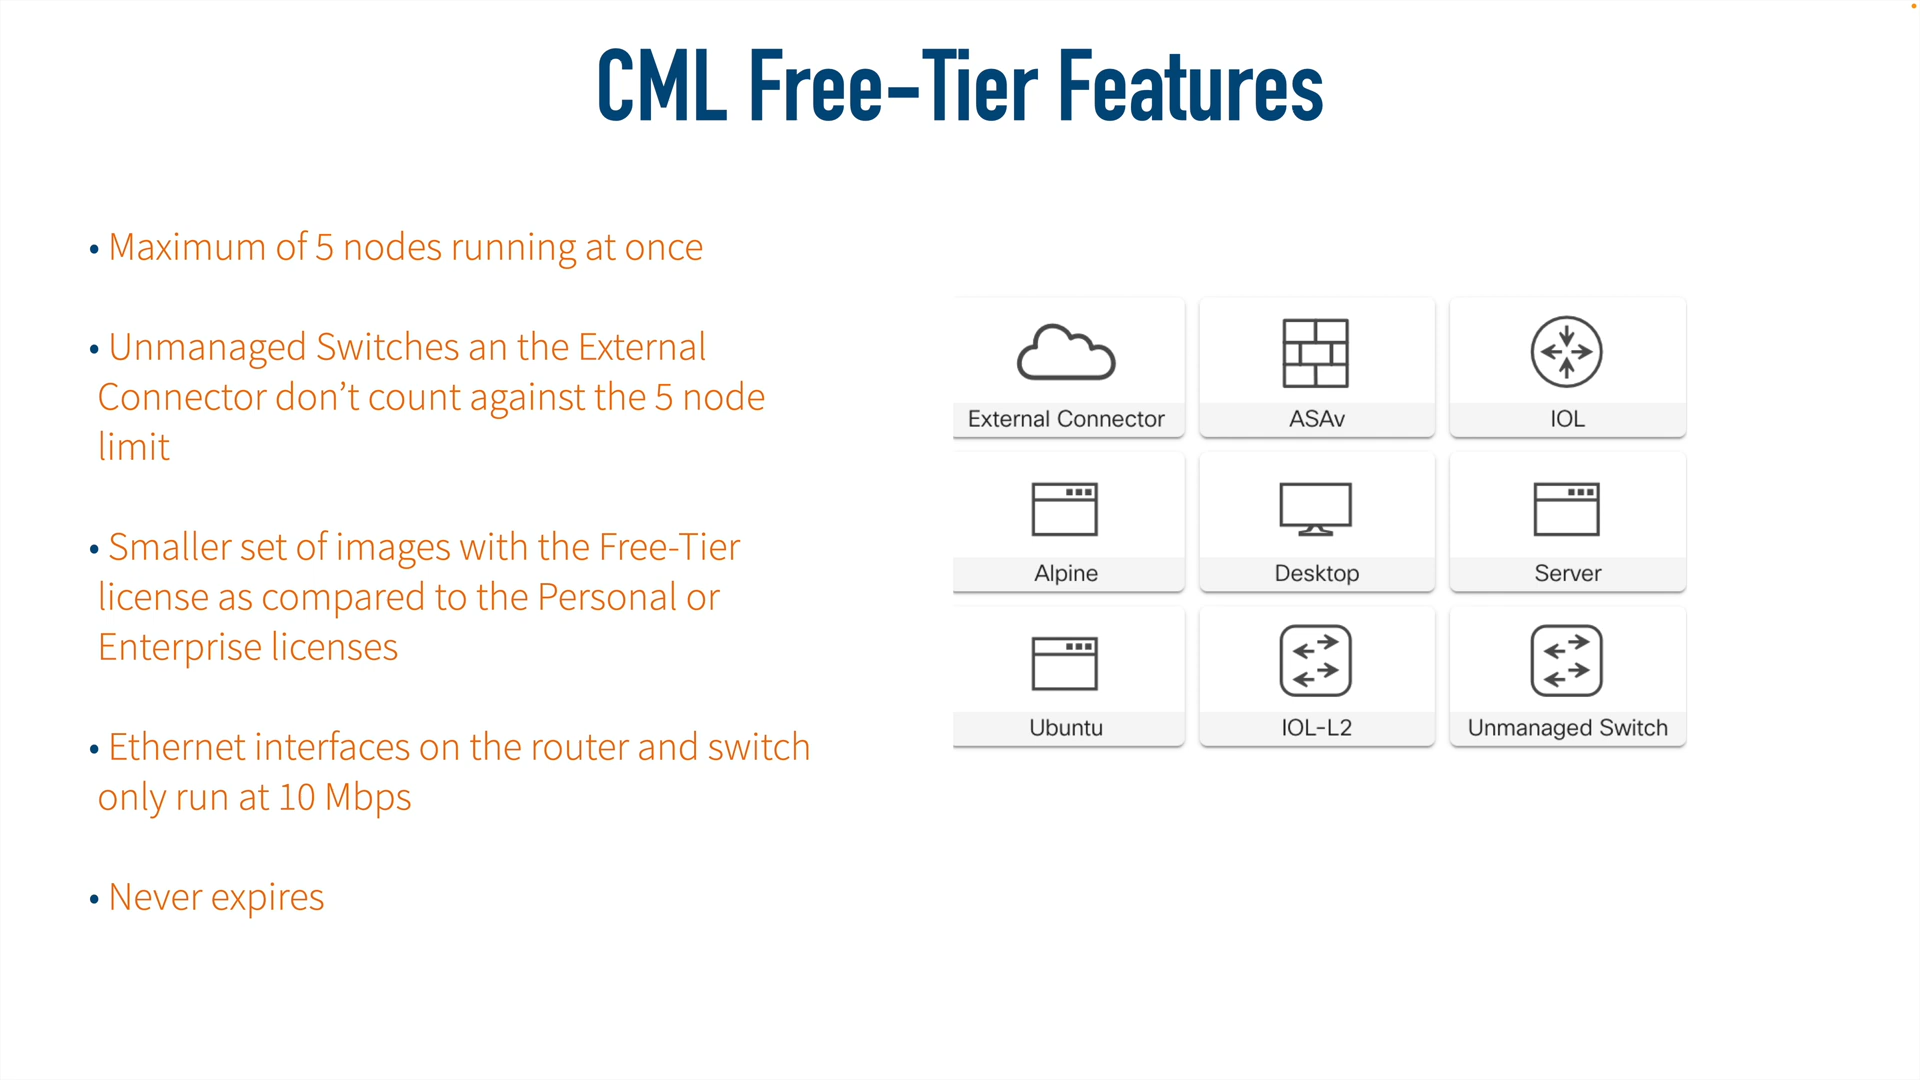 CML Free-Tier Features
• Maximum of 5 nodes running at once
• Unmanaged Switches an the External
Connector don’t count against the 5 node
limit
• Smaller set of images with the Free-Tier
license as compared to the Personal or
Enterprise licenses
• Ethernet interfaces on the router and switch
only run at 10 Mbps
• Never expires
External Connector
ASAv
IOL
Alpine
Desktop
Server
Ubuntu
IOL-L2
Unmanaged Switch